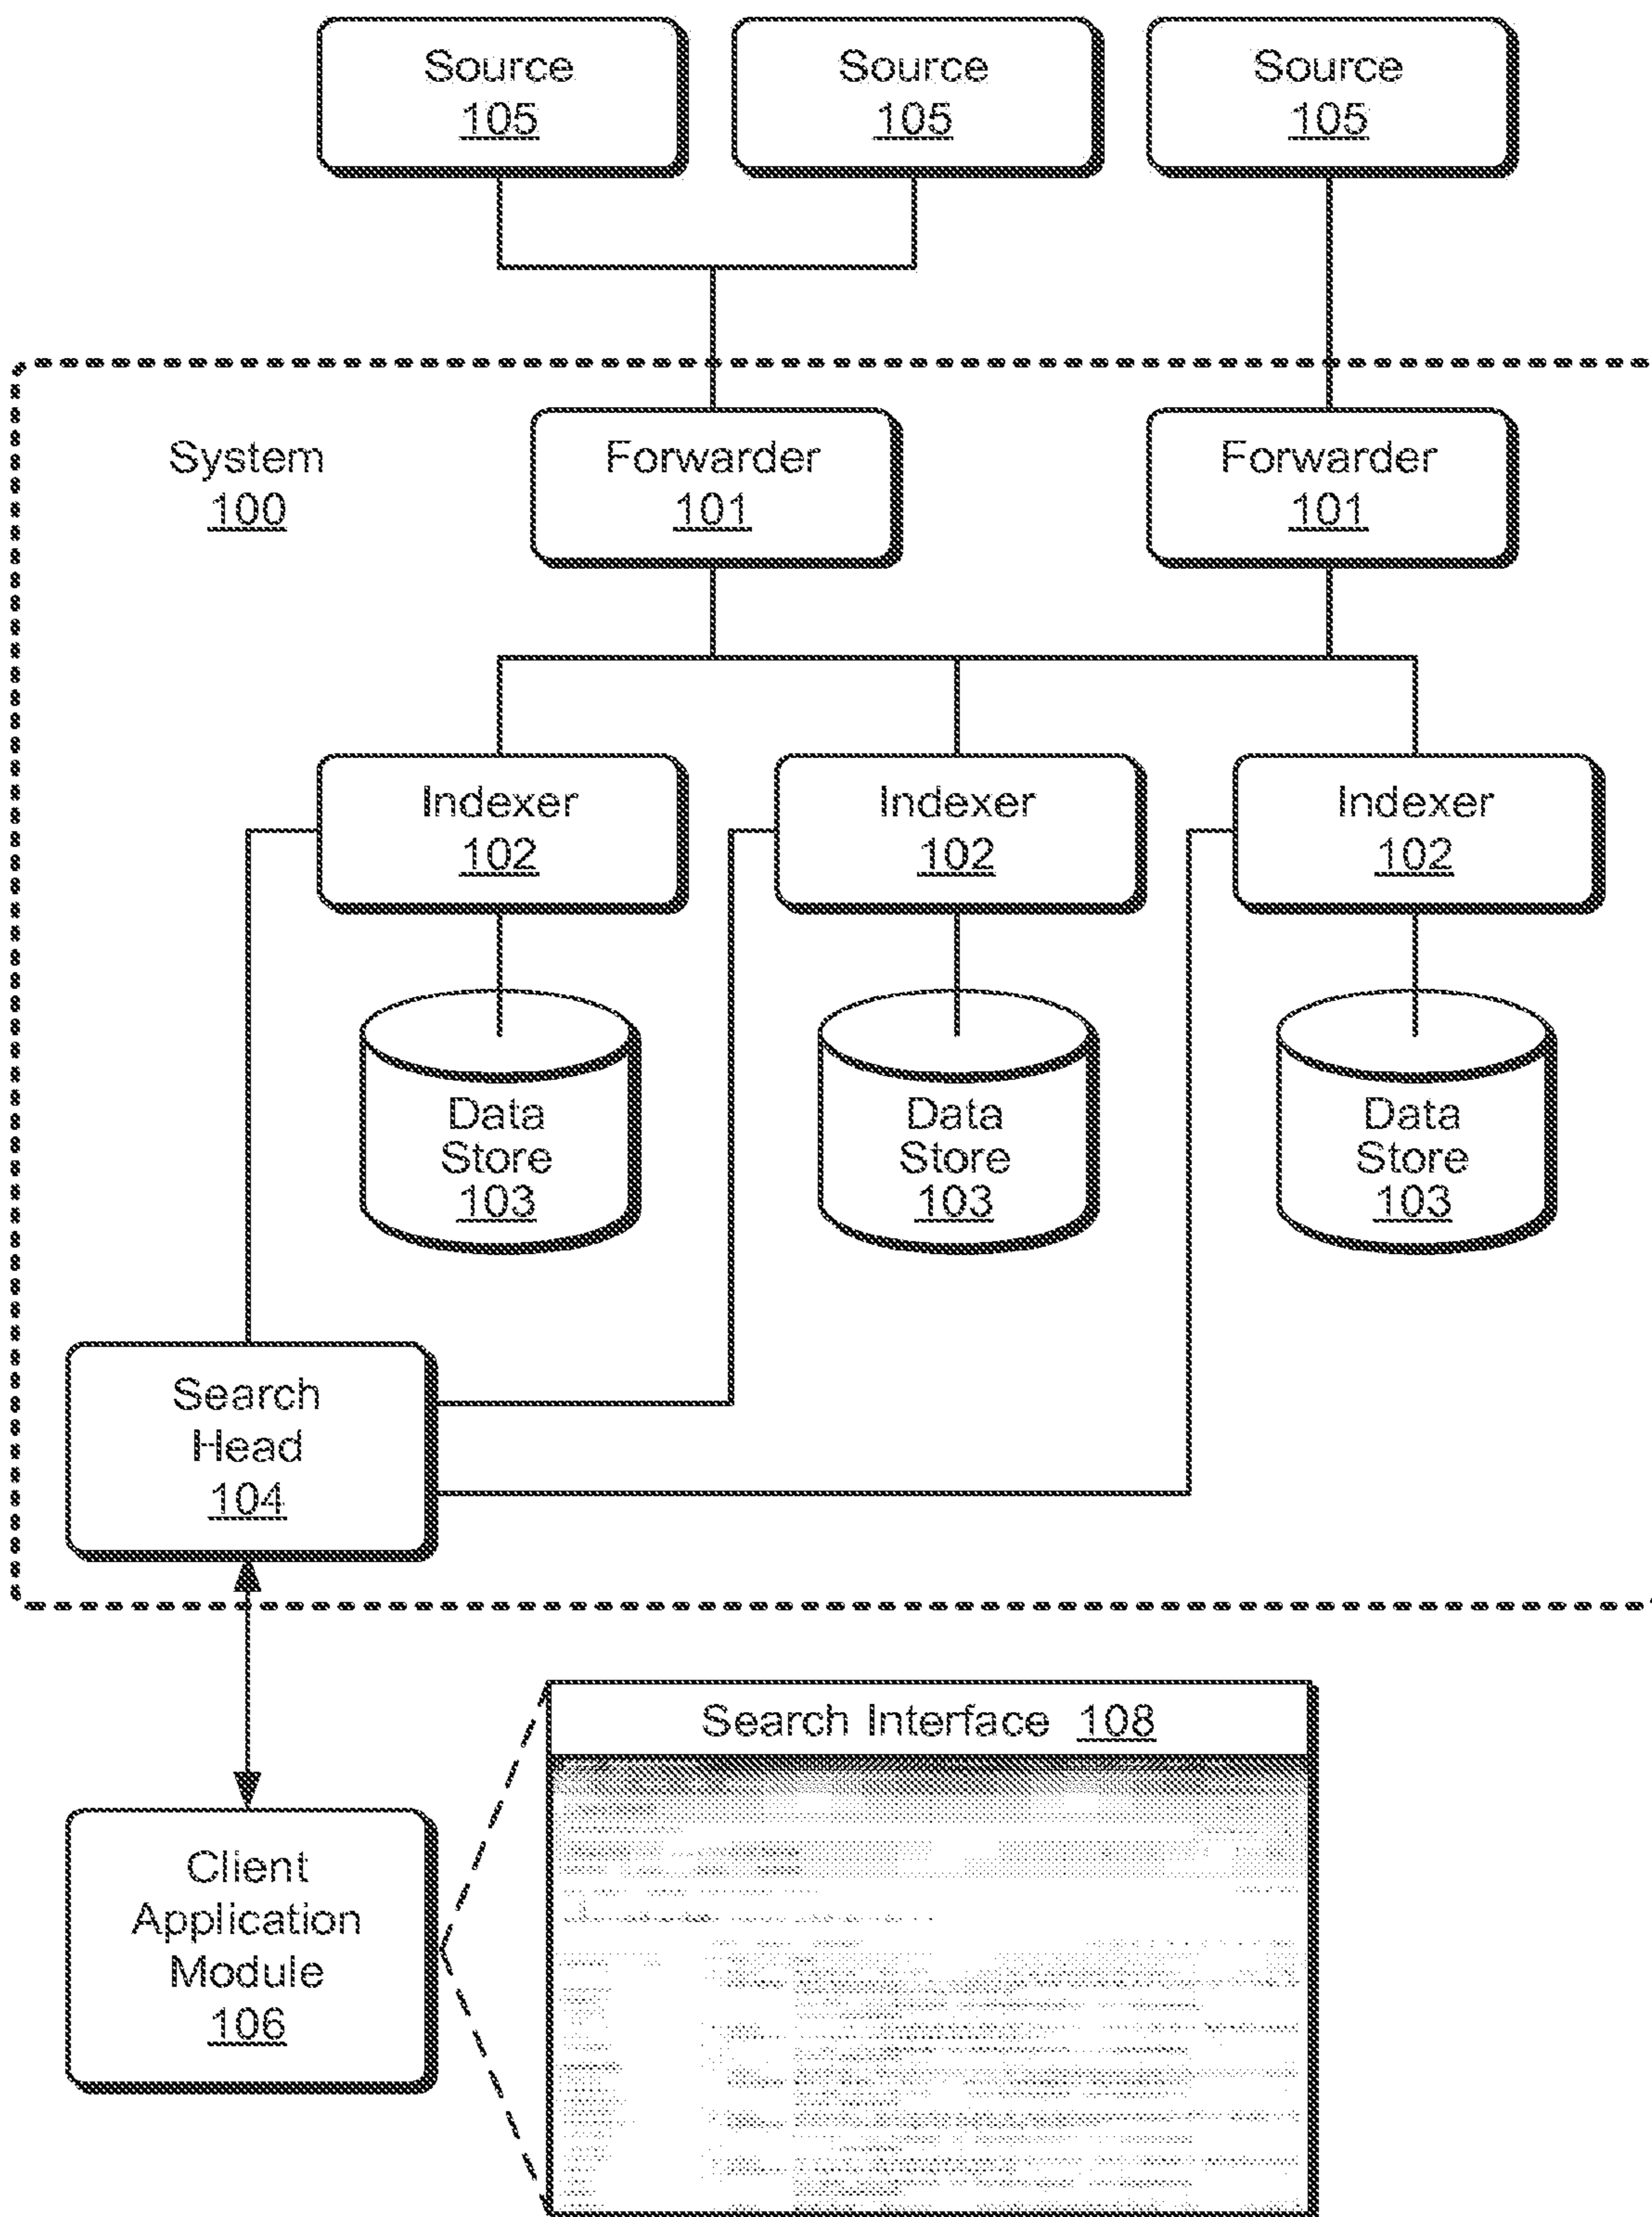 Source
105
Source
105
Source
105
System
100
Forwarder
101
Forwarder
101
Indexer
102
Indexer
102
Indexer
102
Data
Store
103
Data
Store
103
Data
Store
103
Search
Head
104
Search Interface 108
Client
Application
Module
106